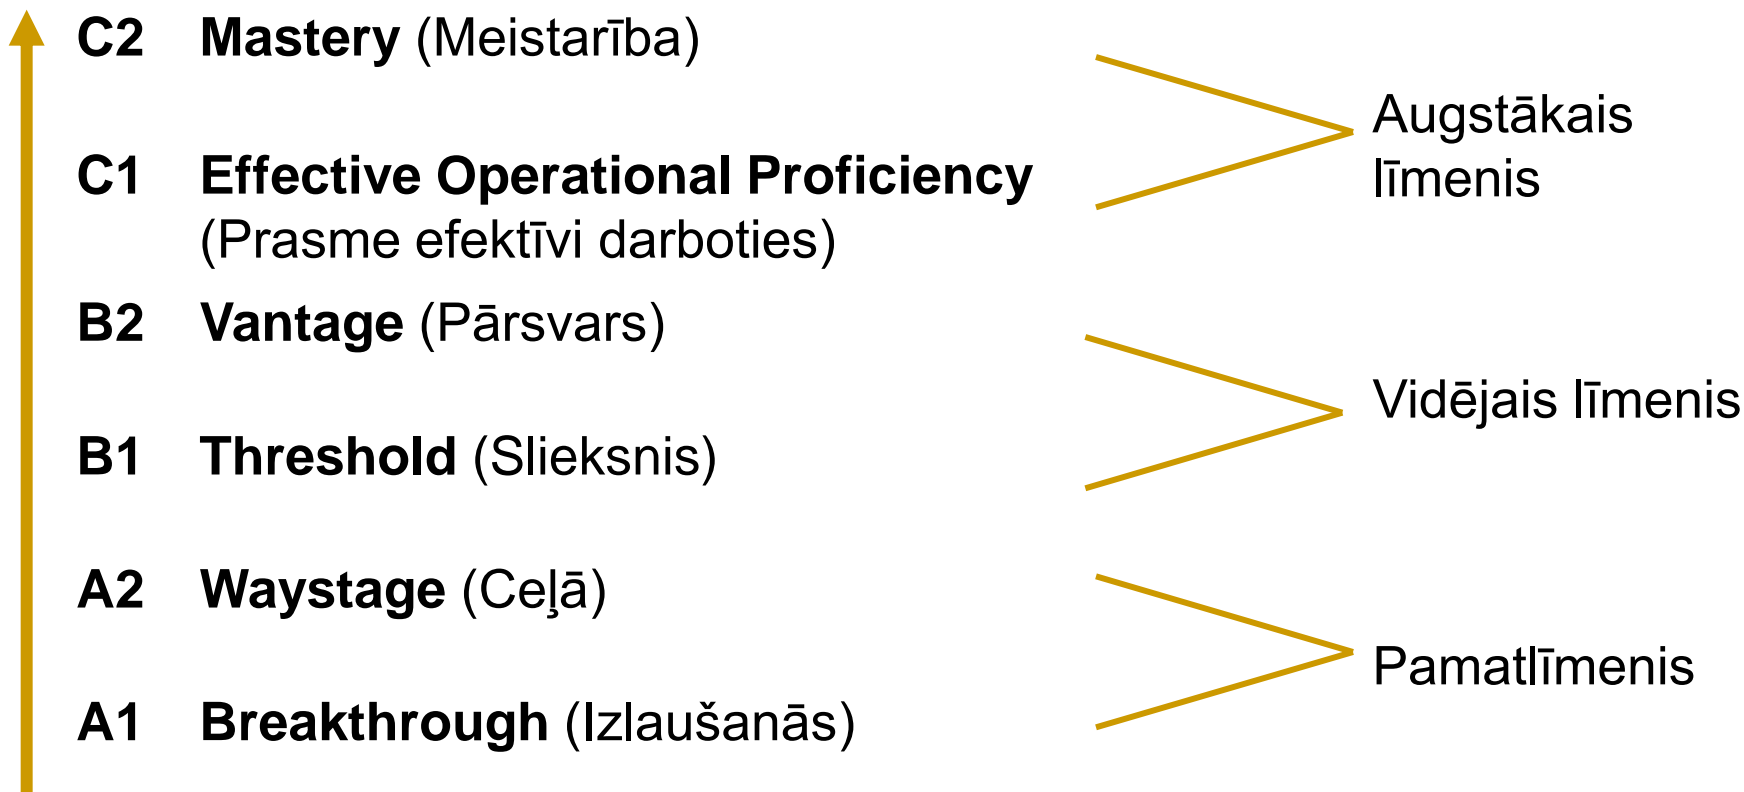 C2 Mastery (Meistarība)
C1 Effective Operational Proficiency
(Prasme efektīvi darboties)
Augstākais
līmenis
B2 Vantage (Pārsvars)
B1 Threshold (Slieksnis)
Vidējais līmenis
A2 Waystage (Ceļā)
A1 Breakthrough (Izlaušanās)
Pamatlīmenis